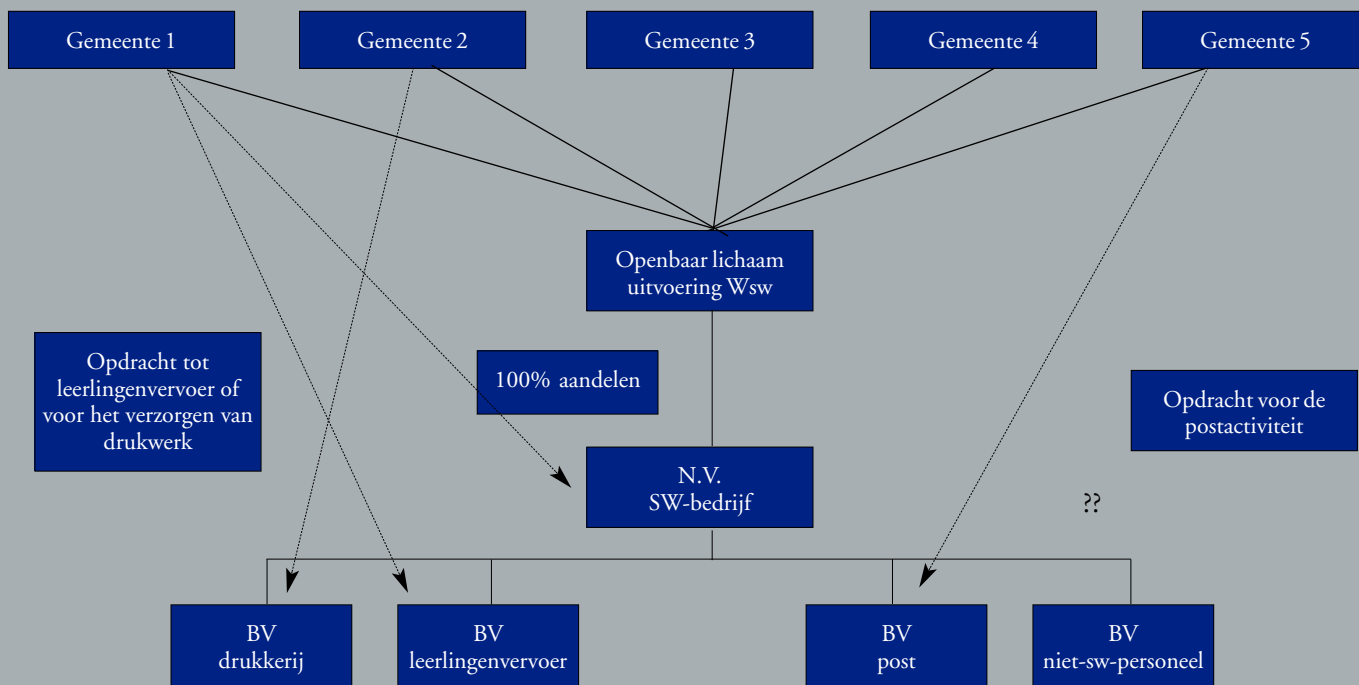 Gemeente 1
Gemeente 2
Gemeente 3
Gemeente 4
Gemeente 5
Openbaar lichaam
uitvoering Wsw
Opdracht tot
leerlingenvervoer of
voor het verzorgen van
drukwerk
100% aandelen
Opdracht voor de
postactiviteit
N.V.
SW-bedrijf
??
BV
drukkerij
BV
leerlingenvervoer
BV
post
BV
niet-sw-personeel